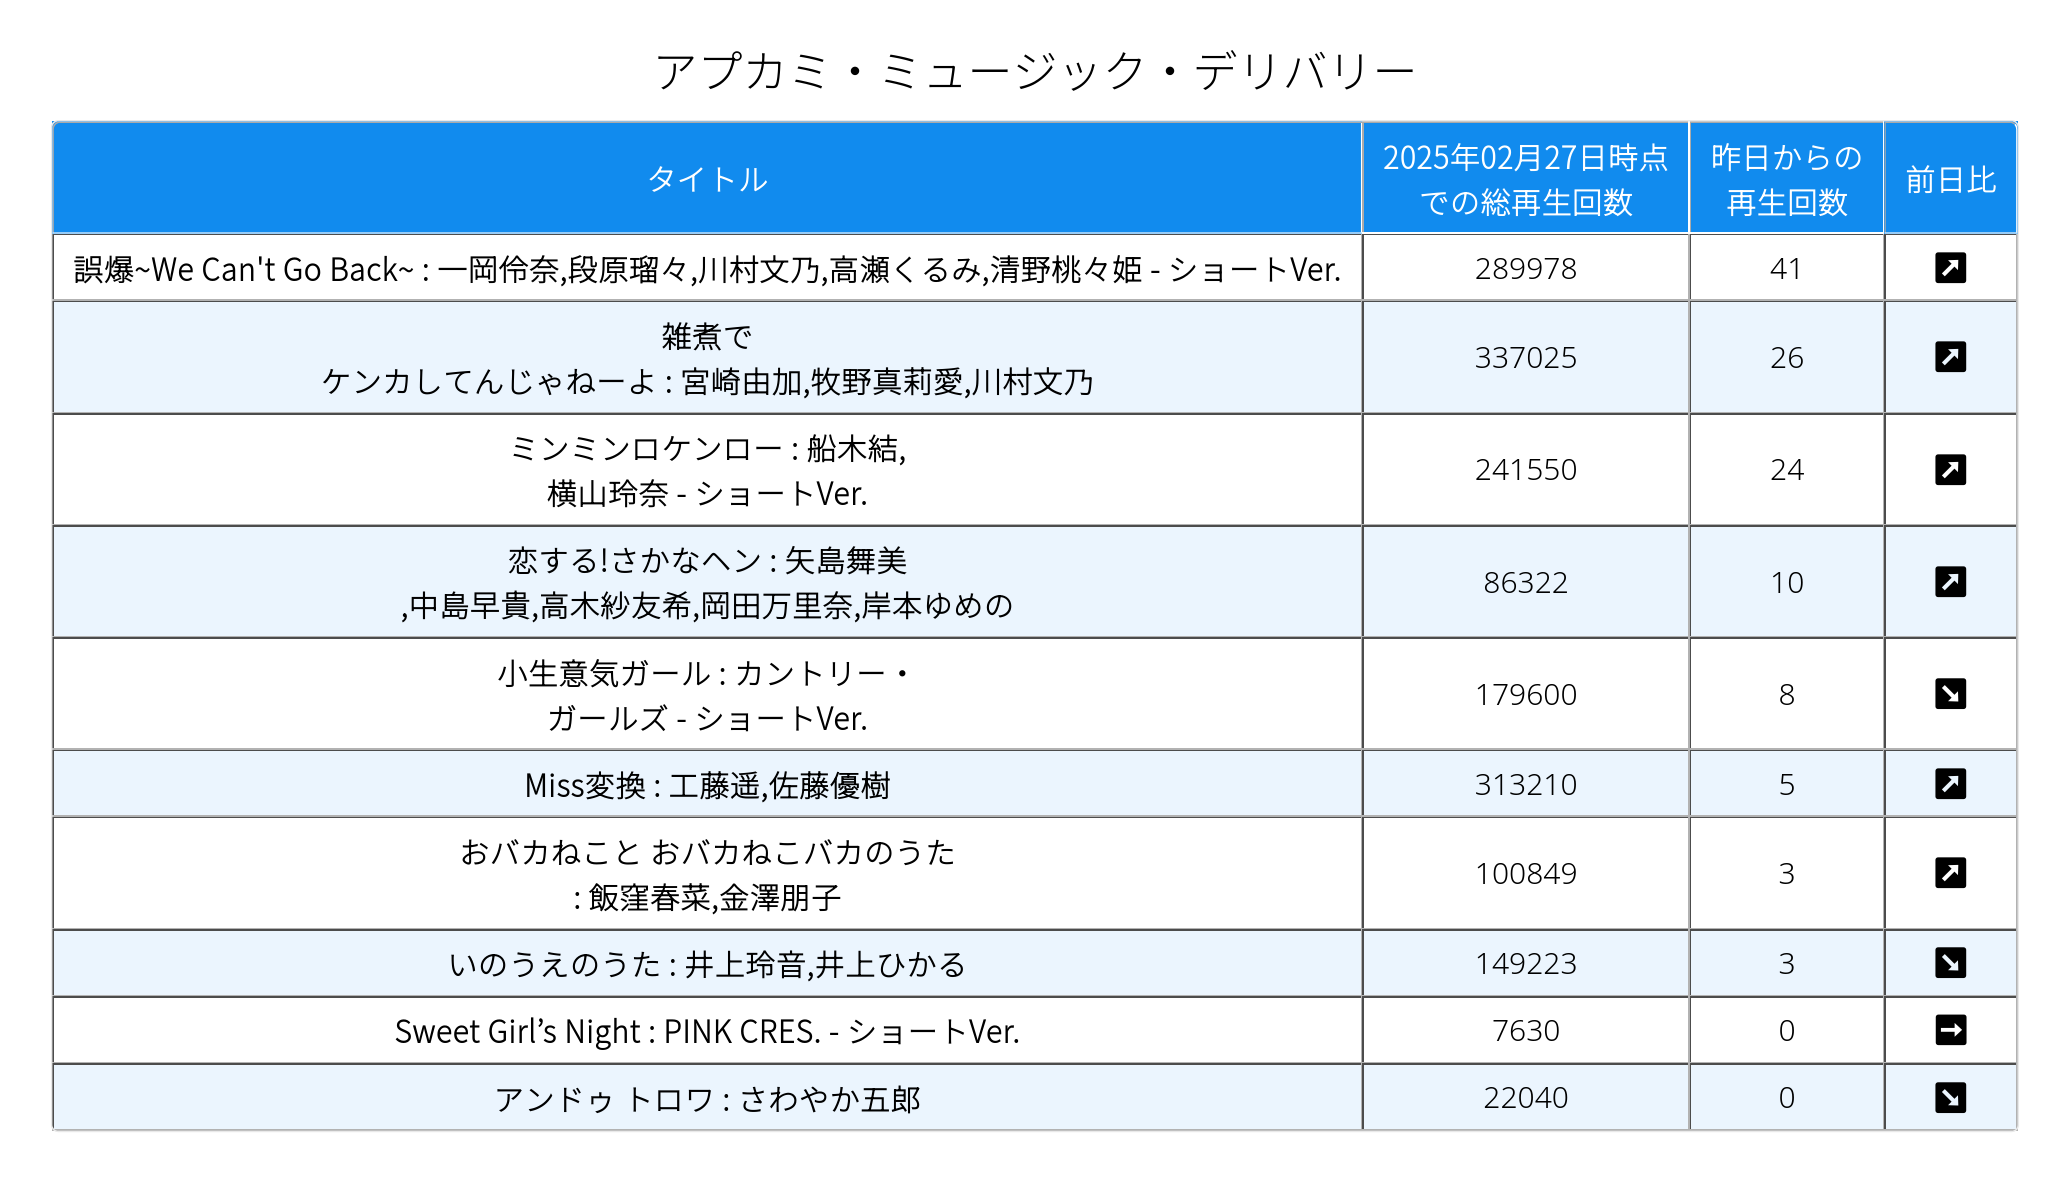 アプカミ・ミュージック・デリバリー
タイトル
2025年02月27日時点
での総再生回数
昨日からの
再生回数
前日比
誤爆~We Can't Go Back~ : 一岡伶奈,段原瑠々,川村文乃,高瀬くるみ,清野桃々姫 - ショートVer.
289978
41
雑煮で
ケンカしてんじゃねーよ : 宮崎由加,牧野真莉愛,川村文乃
337025
26
ミンミンロケンロー : 船木結,
横山玲奈 - ショートVer.
241550
24
恋する!さかなヘン : 矢島舞美
,中島早貴,高木紗友希,岡田万里奈,岸本ゆめの
86322
10
小生意気ガール : カントリー・
ガールズ - ショートVer.
179600
8
Miss変換 : 工藤遥,佐藤優樹
313210
5
おバカねこと おバカねこバカのうた
: 飯窪春菜,金澤朋子
100849
3
いのうえのうた : 井上玲音,井上ひかる
149223
3
Sweet Girl’s Night : PINK CRES. - ショートVer.
7630
0
アンドゥ トロワ : さわやか五郎
22040
0